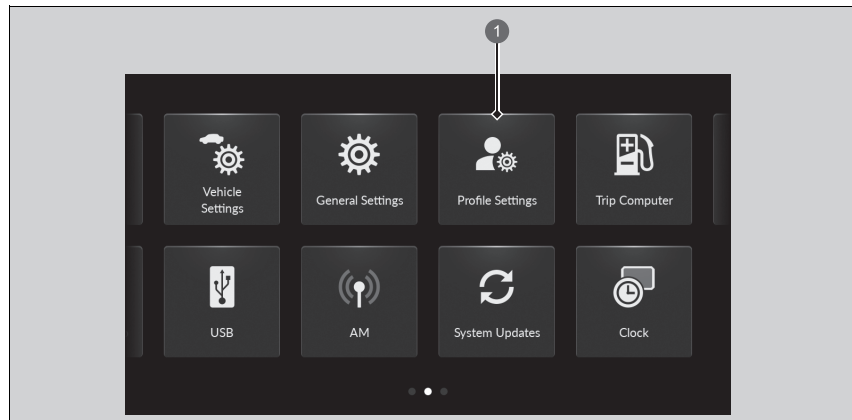 1
Vehicle
Settings
General Settings
Profile Settings
Trip Computer
USB
AM
System Updates
Clock